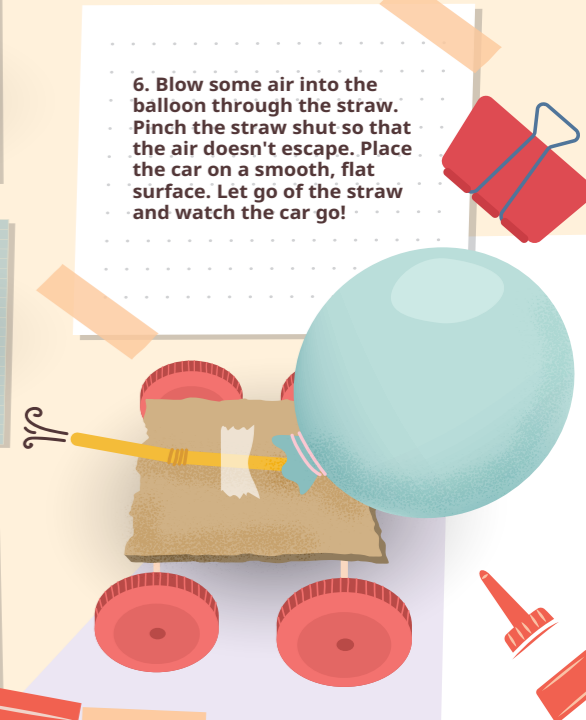 6. Blow some air into the
balloon through the straw.
Pinch the straw shut so that
the air doesn't escape. Place
the car on a smooth, flat
surface. Let go of the straw
and watch the car go!